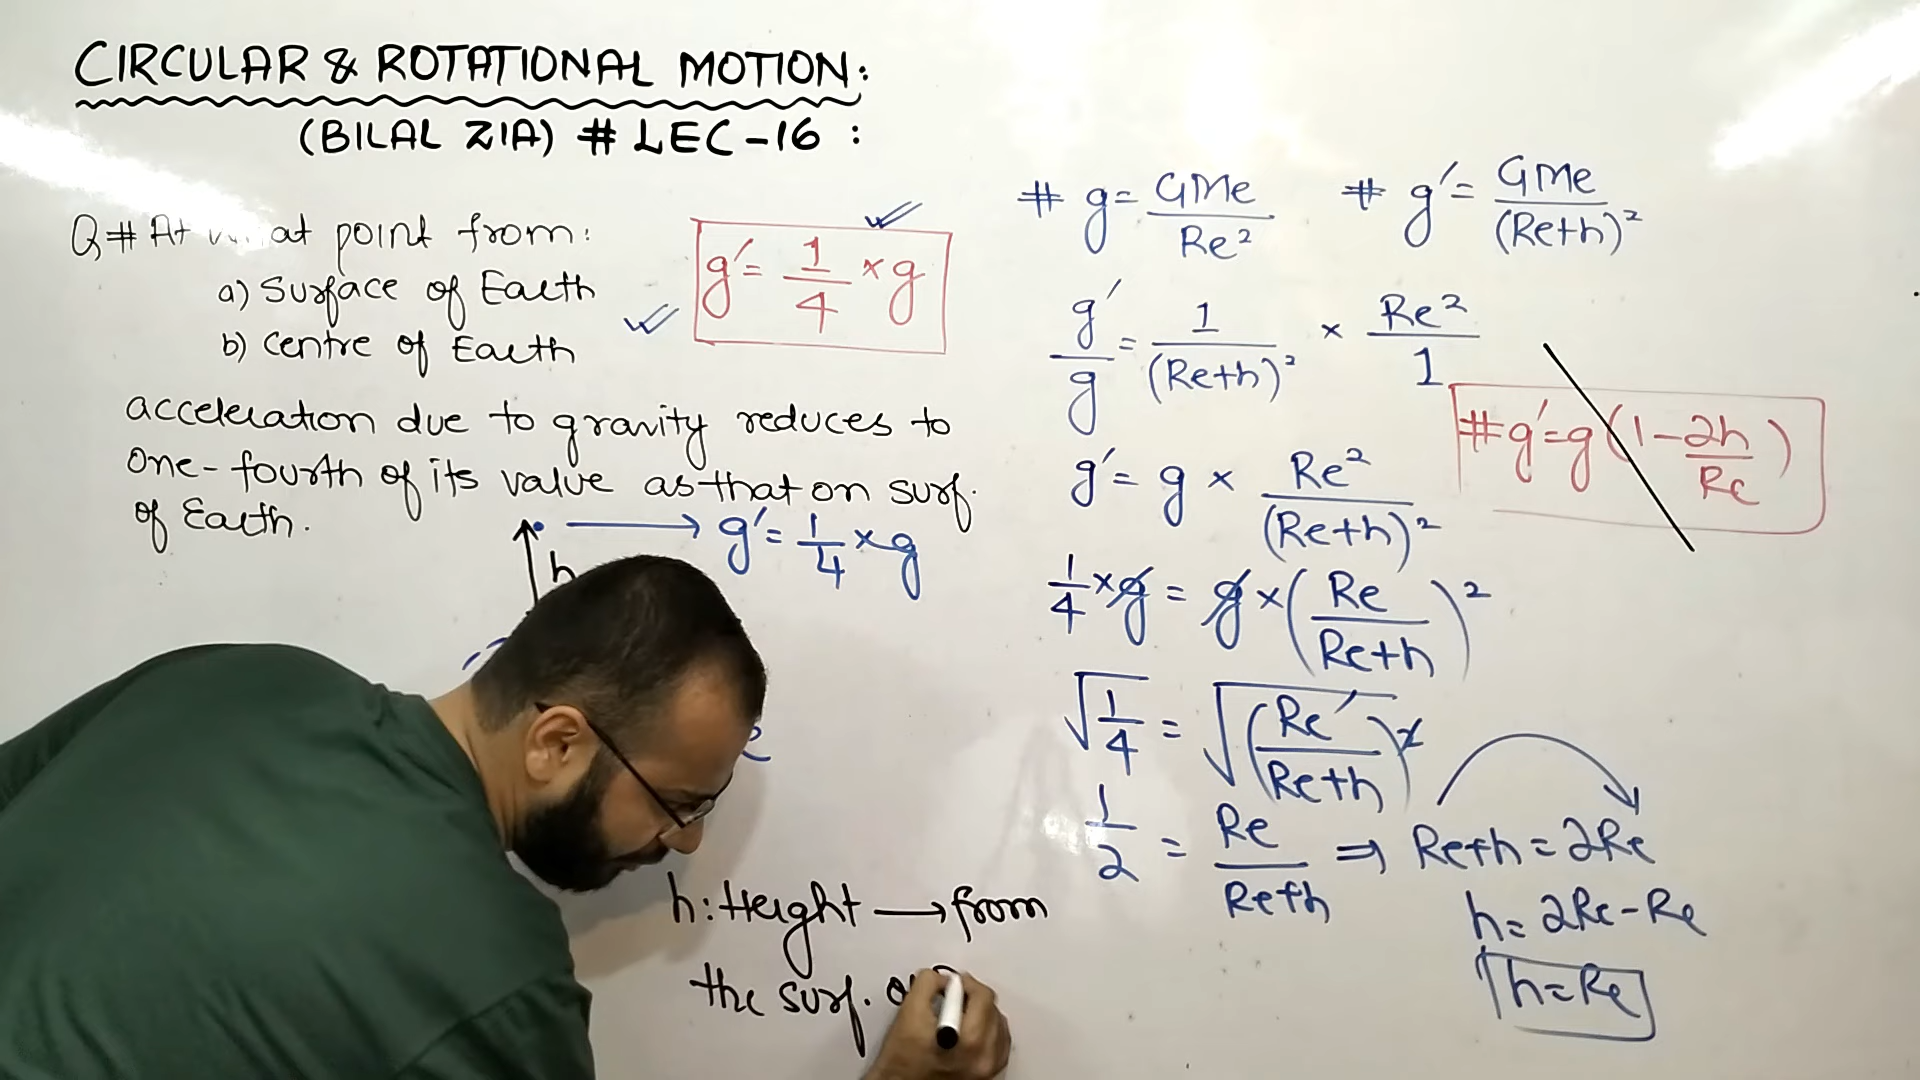 CIRCULAR & ROTATIONAL MOTION:
(BILAL ZIA) # LEC-16 :
Q# At at point from:
a) Surface of Earth
b) Centre of Earth
g' = 1/4 × g
acceleration due to gravity reduces to
one-fourth of its value as that on surf.
of Earth.
g' = 1/4 × g
h
h: Height → from
the surf.
# g = GMe/Re²
# g' = GMe/(Re+h)²
g'/g = 1/(Re+h)² × Re²/1
# g' = g(1 - 2h/Re)
g' = g × Re²/(Re+h)²
1/4 × g = g × (Re/Re+h)²
√1/4 = √(Re/Re+h)²
1/2 = Re/Re+h ⇒ Re+h = 2Re
h = 2Re - Re
h = Re